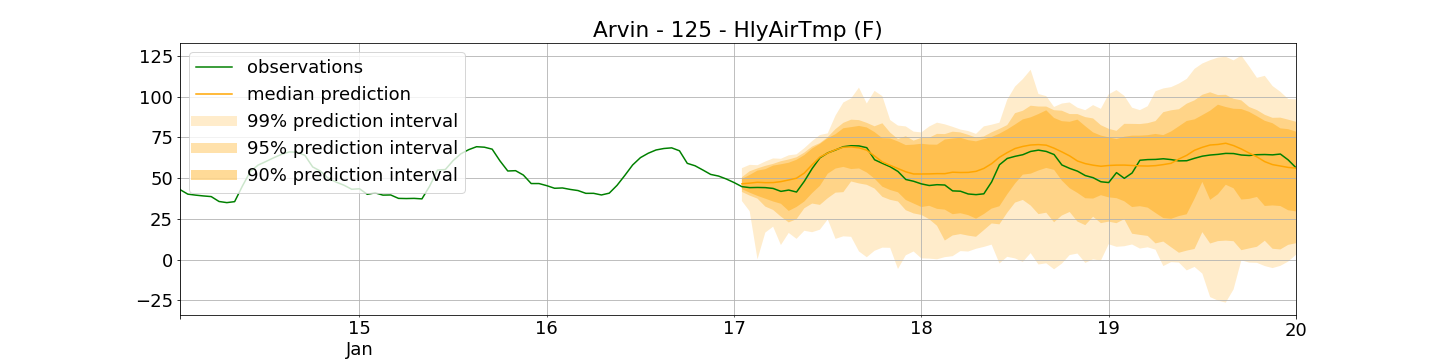 Arvin - 125 - HlyAirTmp (F)
125
100
75
50
25
0
−25
observations
median prediction
99% prediction interval
95% prediction interval
90% prediction interval
15 16 17 18 19 20
Jan